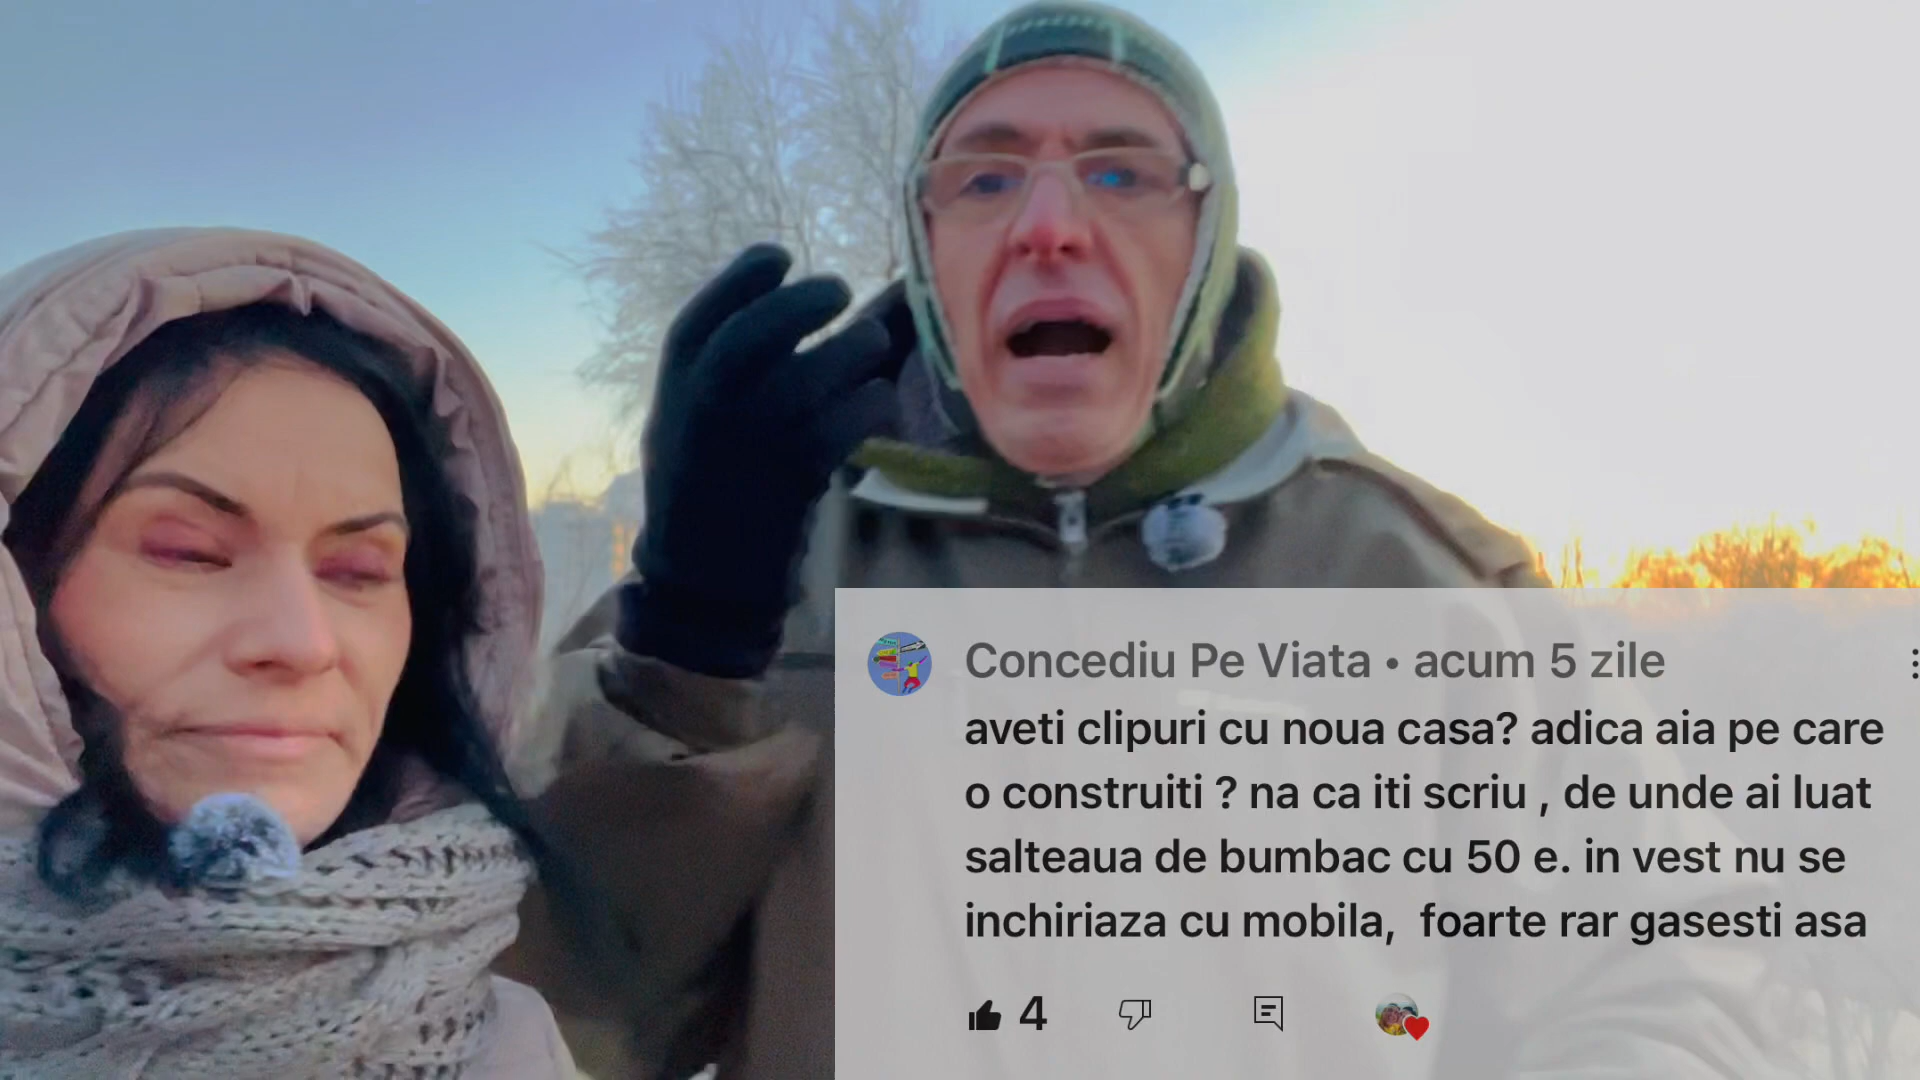 Concediu Pe Viata • acum 5 zile
aveti clipuri cu noua casa? adica aia pe care
o construiti ? na ca iti scriu , de unde ai luat
salteaua de bumbac cu 50 e. in vest nu se
inchiriaza cu mobila,  foarte rar gasesti asa
4